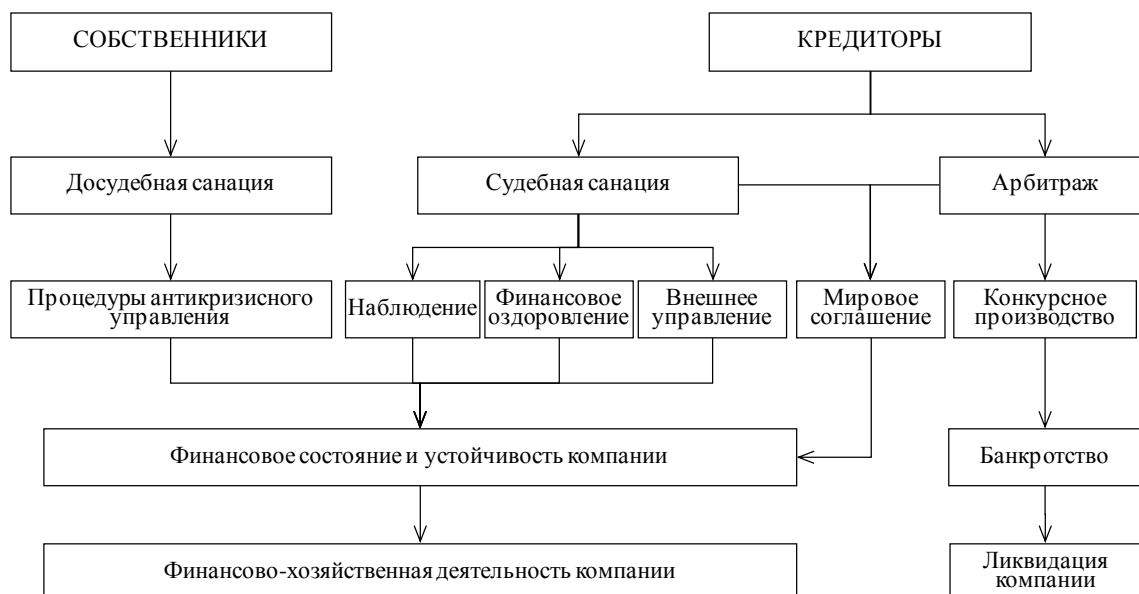 СОБСТВЕННИКИ
КРЕДИТОРЫ
Досудебная санация
Судебная санация
Арбитраж
Процедуры антикризисного
управления
Наблюдение
Финансовое
оздоровление
Внешнее
управление
Мировое
соглашение
Конкурсное
производство
Финансовое состояние и устойчивость компании
Банкротство
Финансово-хозяйственная деятельность компании
Ликвидация
компании